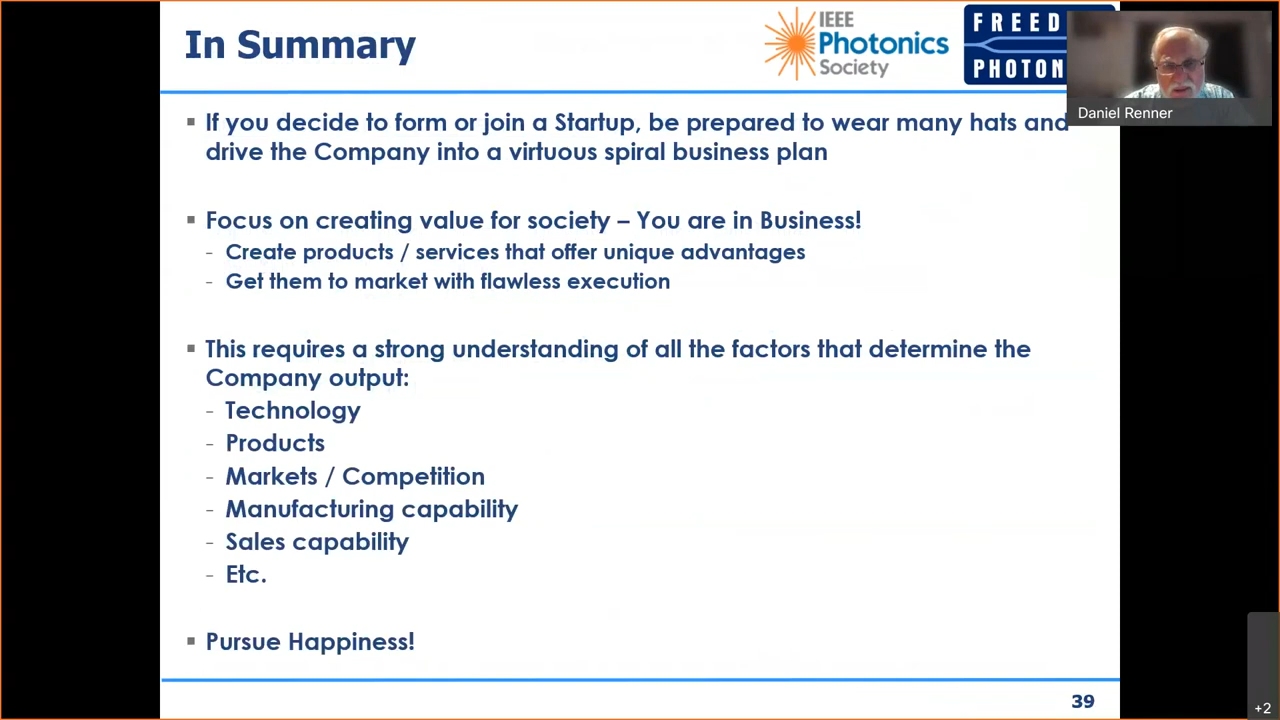 In Summary
IEEE
Photonics
Society
FREED
PHOTON
Daniel Renner
▪ If you decide to form or join a Startup, be prepared to wear many hats and
drive the Company into a virtuous spiral business plan
▪ Focus on creating value for society – You are in Business!
- Create products / services that offer unique advantages
- Get them to market with flawless execution
▪ This requires a strong understanding of all the factors that determine the
Company output:
- Technology
- Products
- Markets / Competition
- Manufacturing capability
- Sales capability
- Etc.
▪ Pursue Happiness!
39
+2